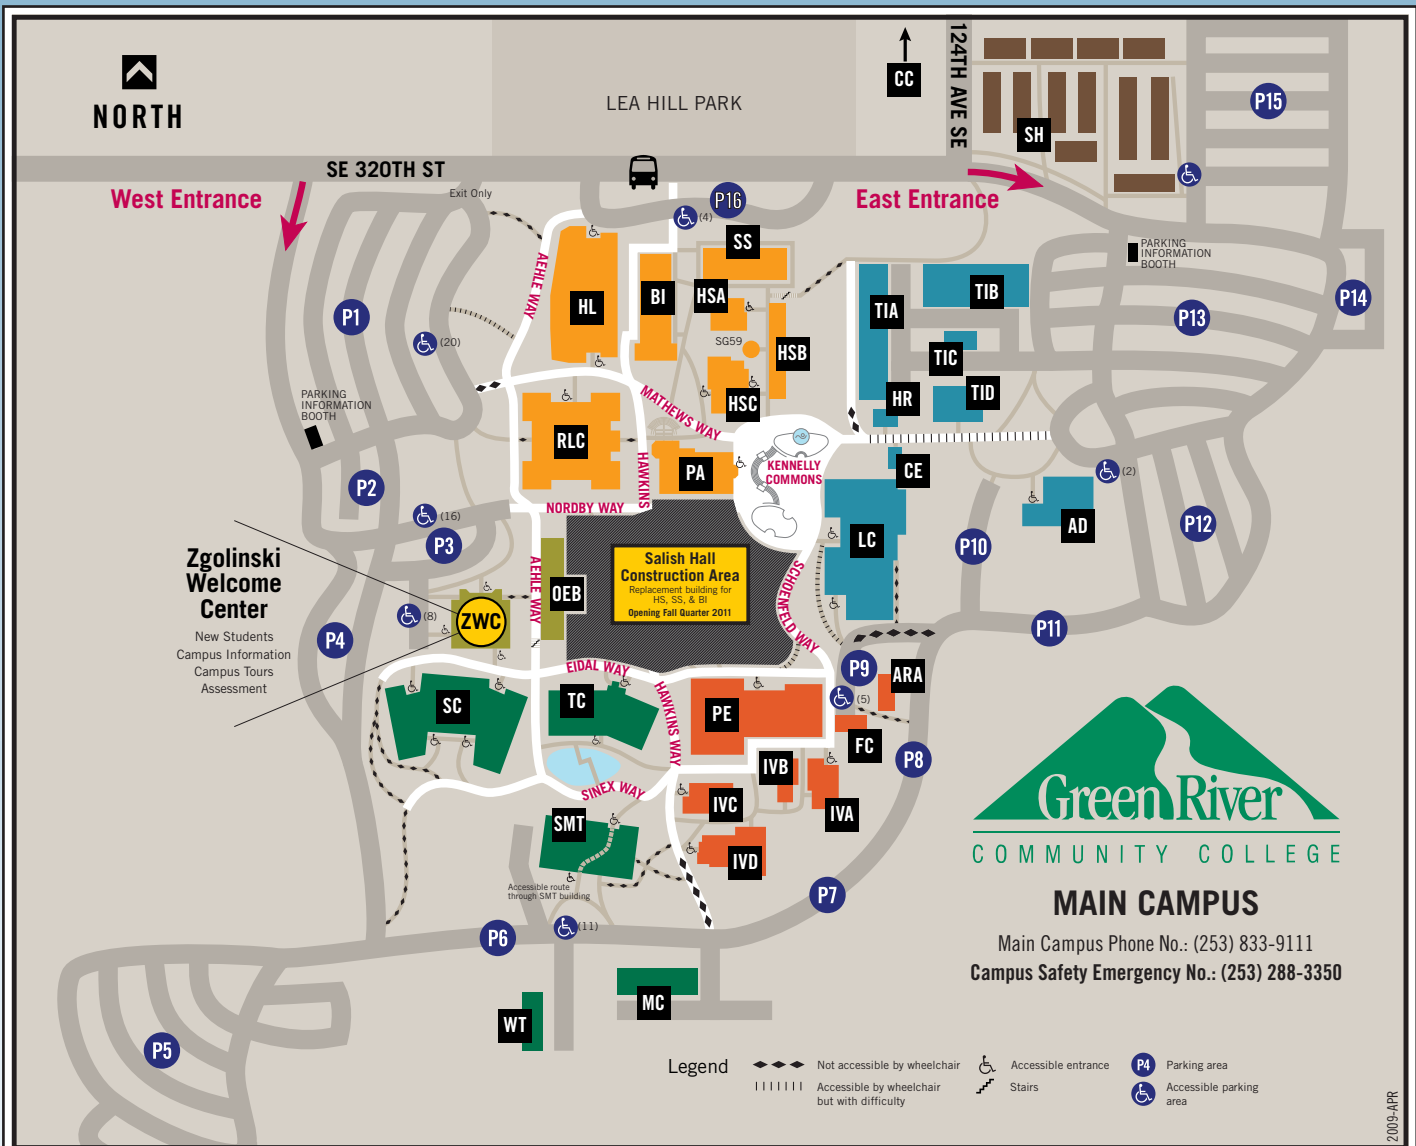 NORTH
LEA HILL PARK
CC
124TH AVE SE
SH
P15
SE 320TH ST
West Entrance
Exit Only
P16
(4)
East Entrance
PARKING
INFORMATION
BOOTH
AEHLE WAY
HL
BI
SS
HSA
SG59
HSB
HSC
TIA
TIB
TIC
TID
HR
P14
P13
P1
(20)
PARKING
INFORMATION
BOOTH
RLC
MATHEWS WAY
HAWKINS
PA
KENNELLY
COMMONS
CE
LC
AD
(2)
P12
P10
P2
(16)
P3
NORDBY WAY
Zgolinski
Welcome
Center
New Students
Campus Information
Campus Tours
Assessment
(8)
ZWC
P4
AEHLE WAY
OEB
Salish Hall
Construction Area
Replacement building for
HS, SS, & BI
Opening Fall Quarter 2011
SCHOENFELD WAY
P11
EIDAL WAY
P9
(5)
ARA
SC
TC
HAWKINS WAY
PE
FC
P8
IVB
IVA
IVC
IVD
SINEX WAY
SMT
Accessible route
through SMT building
P7
P6
(11)
WT
MC
P5
Green River
COMMUNITY COLLEGE
MAIN CAMPUS
Main Campus Phone No.: (253) 833-9111
Campus Safety Emergency No.: (253) 288-3350
Legend
Not accessible by wheelchair
Accessible by wheelchair
but with difficulty
Accessible entrance
Stairs
P4
Parking area
Accessible parking
area
2009-APR